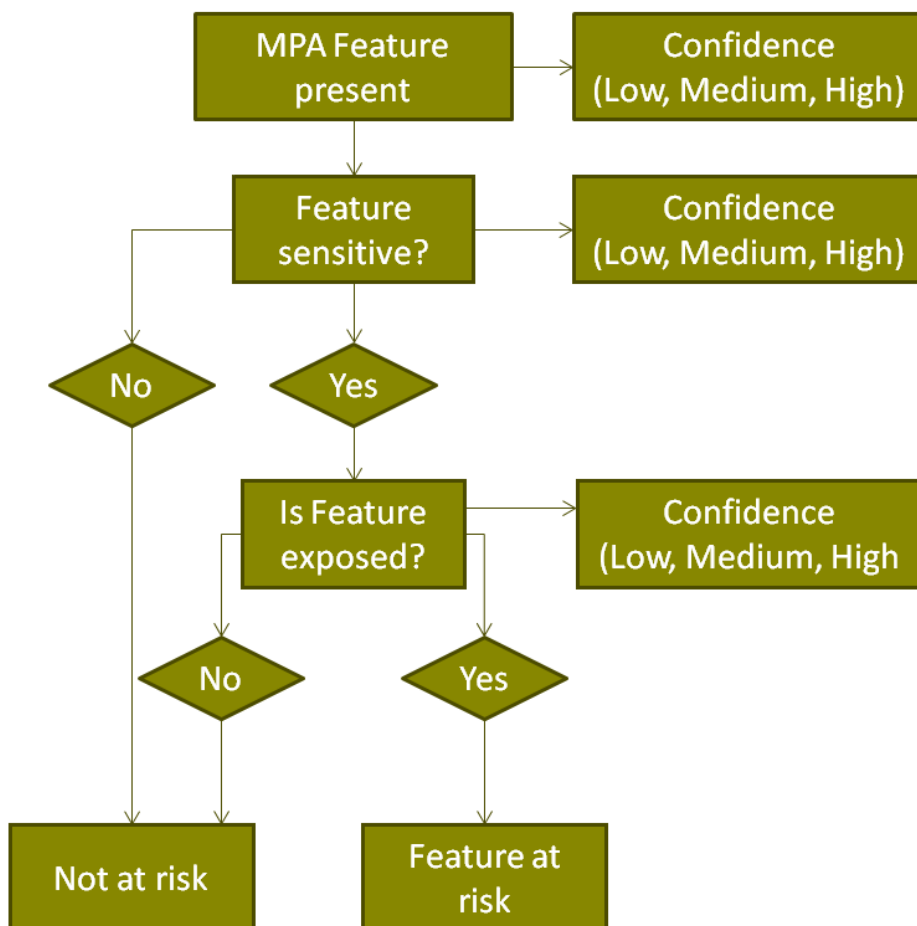 MPA Feature
present
Confidence
(Low, Medium, High)
Feature
sensitive?
Confidence
(Low, Medium, High)
No
Yes
Is Feature
exposed?
Confidence
(Low, Medium, High
No
Yes
Not at risk
Feature at
risk